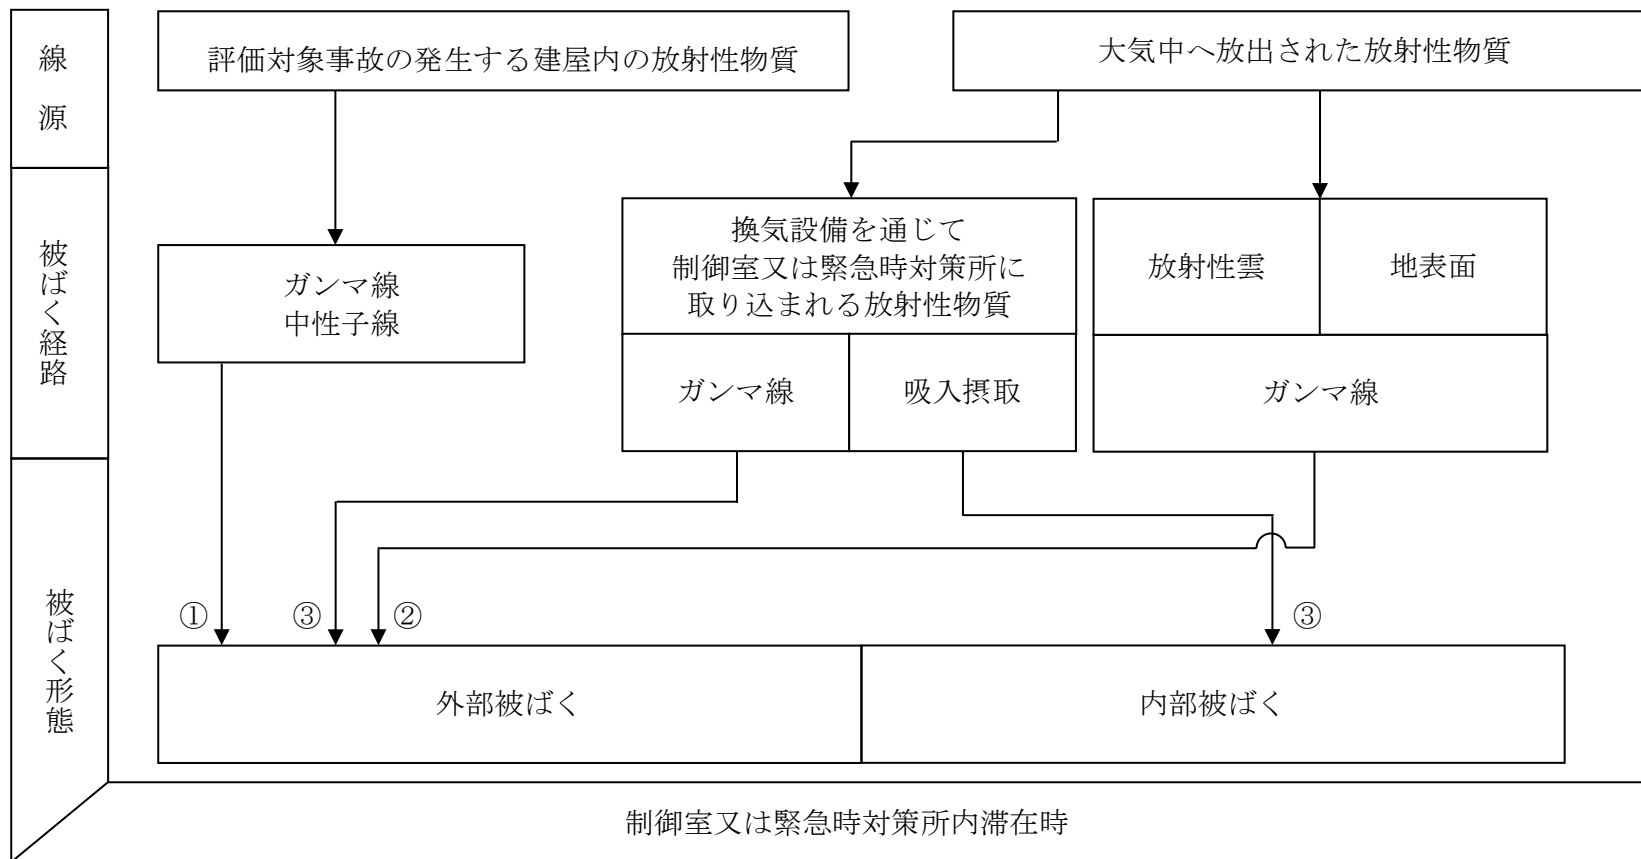 線
源
評価対象事故の発生する建屋内の放射性物質
大気中へ放出された放射性物質
被ばく経路
ガンマ線
中性子線
換気設備を通じて
制御室又は緊急時対策所に
取り込まれる放射性物質
ガンマ線
吸入摂取
放射性雲
地表面
ガンマ線
被ばく形態
①
③
②
③
外部被ばく
内部被ばく
制御室又は緊急時対策所内滞在時